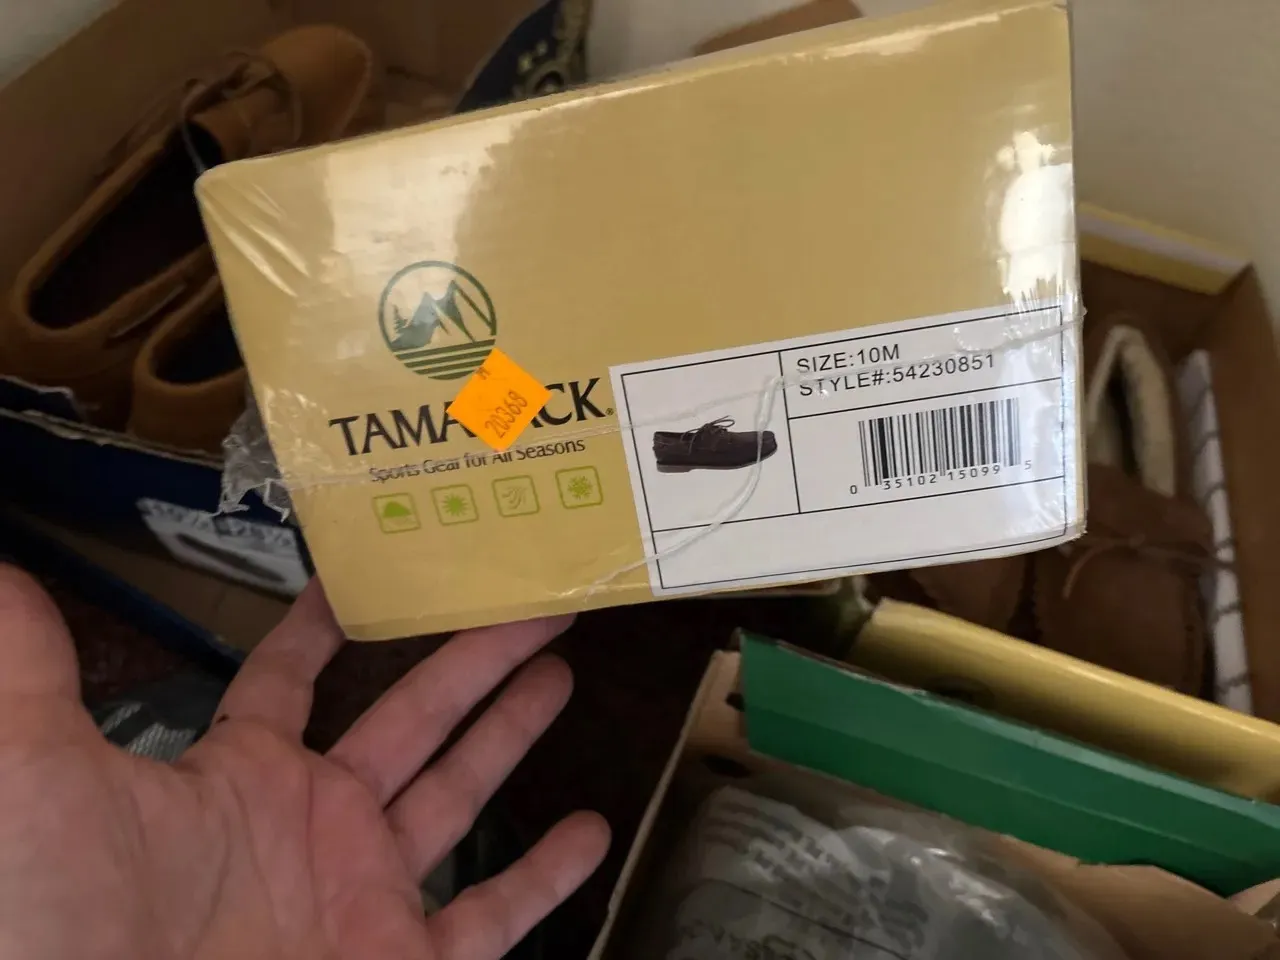 TAMA CK®
Sports Gear for All Seasons
M
20368
SIZE:10M
STYLE#:54230851
0 35102 15099 5